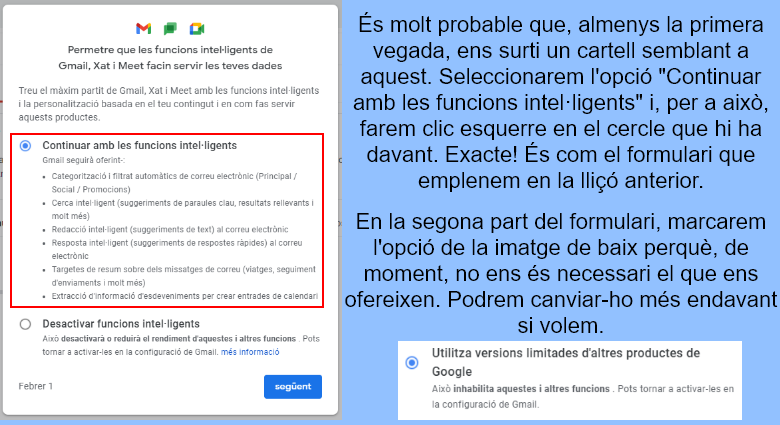 Permetre que les funcions intel·ligents de
Gmail, Xat i Meet facin servir les teves dades
Treu el màxim partit de Gmail, Xat i Meet amb les funcions intel·ligents
i la personalització basada en el teu contingut i en com fas servir
aquests productes.
Continuar amb les funcions intel·ligents
Gmail seguirà oferint-:
• Categorització i filtrat automàtics de correu electrònic (Principal /
Social / Promocions)
• Cerca intel·ligent (suggeriments de paraules clau, resultats rellevants i
molt més)
• Redacció intel·ligent (suggeriments de text) al correu electrònic
• Resposta intel·ligent (suggeriments de respostes ràpides) al correu
electrònic
• Targetes de resum sobre dels missatges de correu (viatges, seguiment
d'enviaments i molt més)
• Extracció d'informació d'esdeveniments per crear entrades de calendari
Desactivar funcions intel·ligents
Això desactivarà o reduirà el rendiment d'aquestes i altres funcions . Pots
tornar a activar-les en la configuració de Gmail. més informació
Febrer 1
següent
És molt probable que, almenys la primera
vegada, ens surti un cartell semblant a
aquest. Seleccionarem l'opció "Continuar
amb les funcions intel·ligents" i, per a això,
farem clic esquerre en el cercle que hi ha
davant. Exacte! És com el formulari que
emplenem en la lliçó anterior.
En la segona part del formulari, marcarem
l'opció de la imatge de baix perquè, de
moment, no ens és necessari el que ens
ofereixen. Podrem canviar-ho més endavant
si volem.
Utilitza versions limitades d'altres productes de
Google
Això inhabilita aquestes i altres funcions . Pots tornar a activar-les en
la configuració de Gmail.